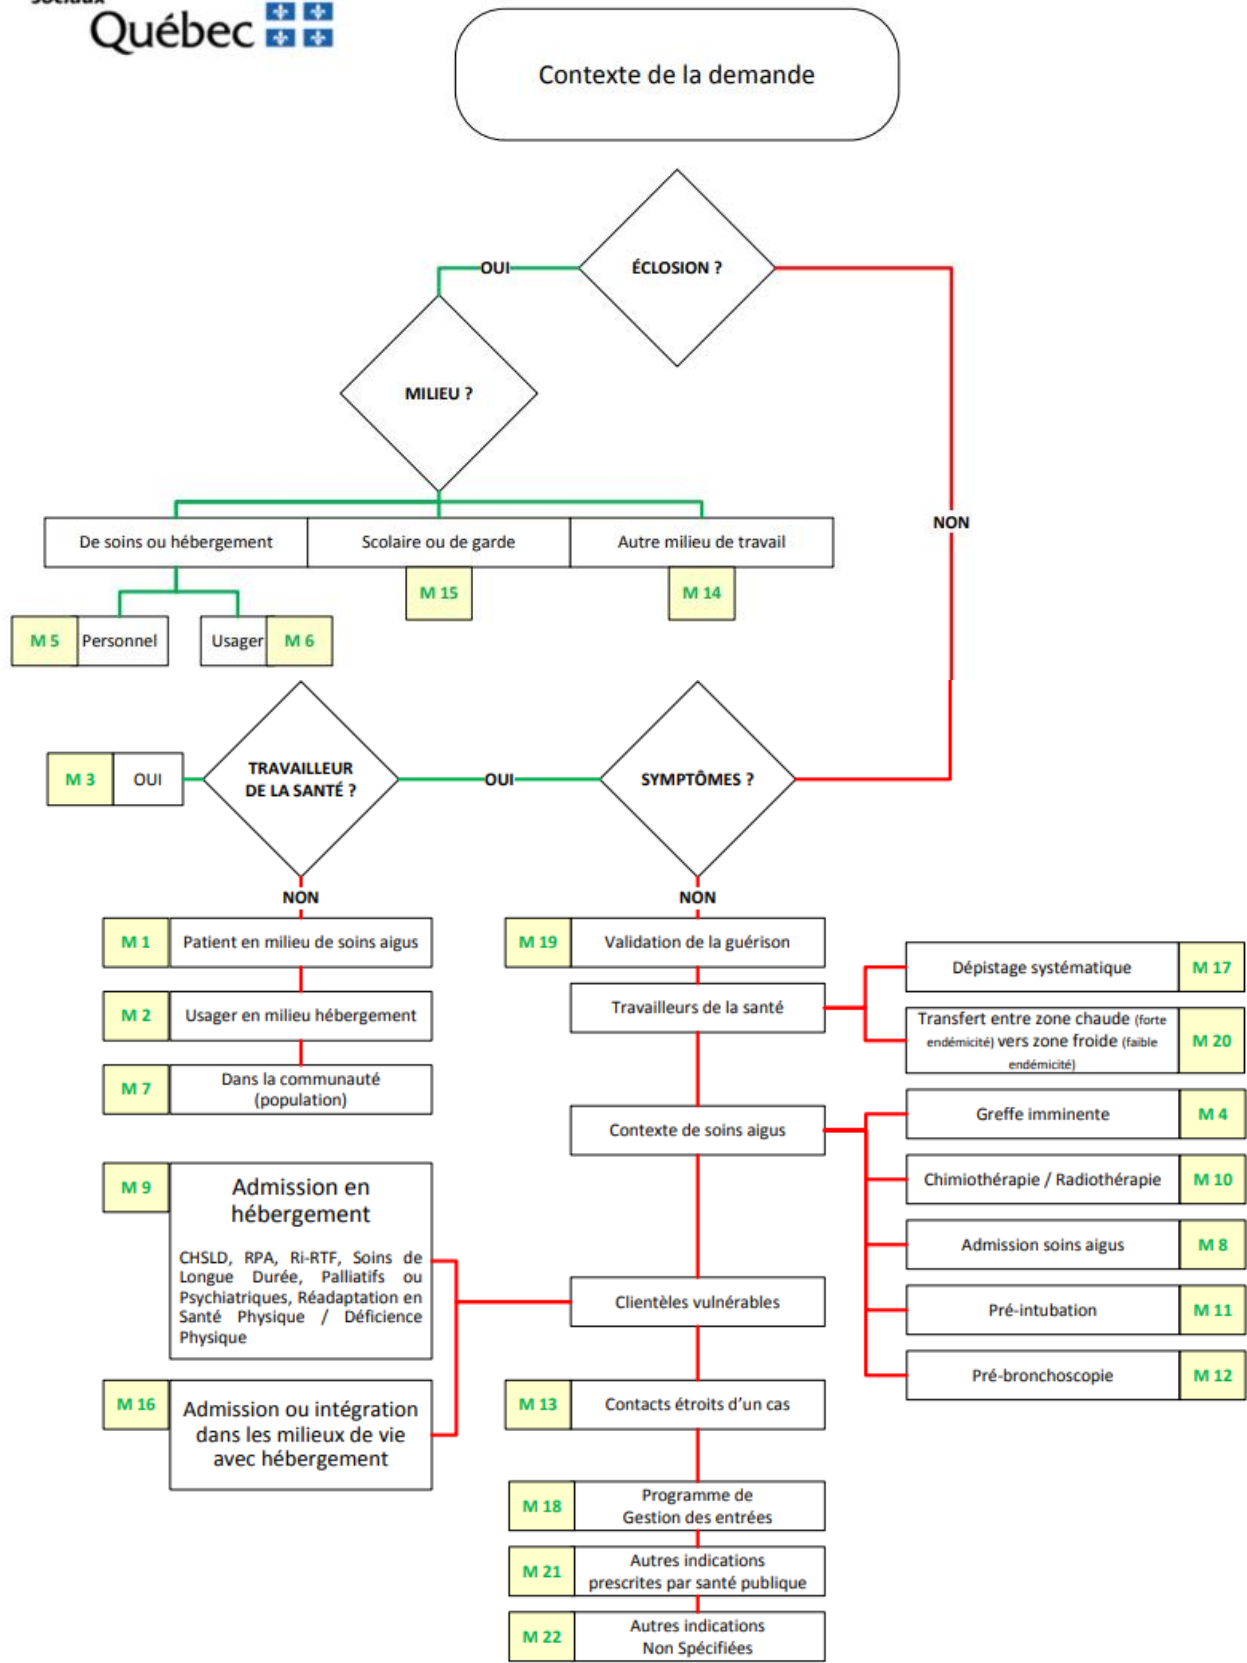 sociaux
Québec
Contexte de la demande
ÉCLOSION ?
OUI
MILIEU ?
NON
De soins ou hébergement
Scolaire ou de garde
Autre milieu de travail
M 15
M 14
M 5
Personnel
Usager
M 6
TRAVAILLEUR
DE LA SANTÉ ?
M 3
OUI
OUI
SYMPTÔMES ?
NON
NON
M 1
Patient en milieu de soins aigus
M 2
Usager en milieu hébergement
M 7
Dans la communauté
(population)
M 19
Validation de la guérison
Travailleurs de la santé
Dépistage systématique
M 17
Transfert entre zone chaude (forte
endémicité) vers zone froide (faible
endémicité)
M 20
Contexte de soins aigus
Greffe imminente
M 4
Chimiothérapie / Radiothérapie
M 10
Admission soins aigus
M 8
Pré-intubation
M 11
Pré-bronchoscopie
M 12
M 9
Admission en
hébergement
CHSLD, RPA, Ri-RTF, Soins de
Longue Durée, Palliatifs ou
Psychiatriques, Réadaptation en
Santé Physique / Déficience
Physique
Clientèles vulnérables
M 16
Admission ou intégration
dans les milieux de vie
avec hébergement
M 13
Contacts étroits d'un cas
M 18
Programme de
Gestion des entrées
M 21
Autres indications
prescrites par santé publique
M 22
Autres indications
Non Spécifiées